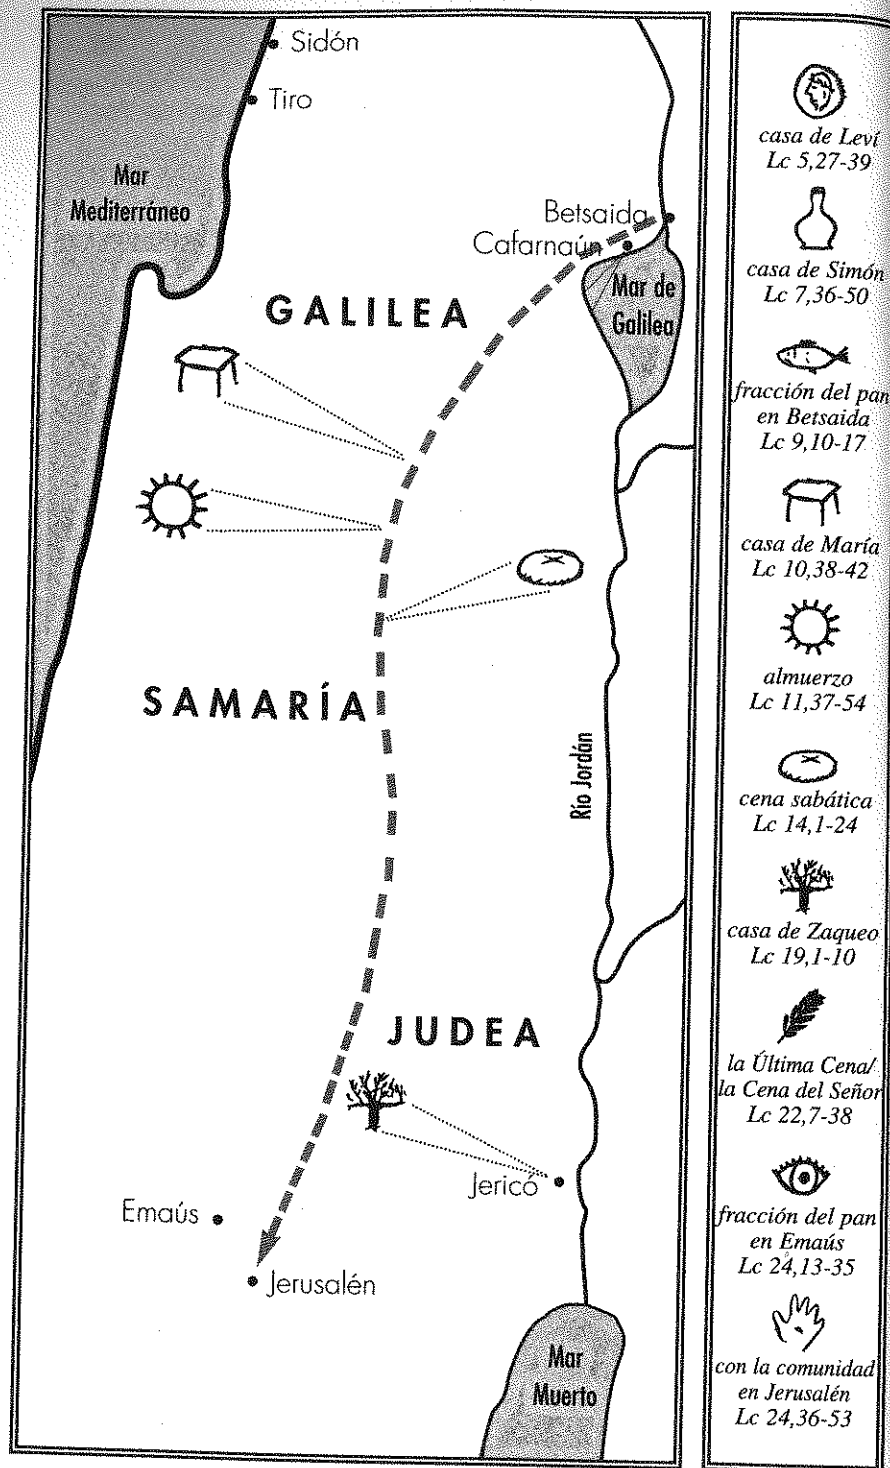 Sidón
Tiro
Mar
Mediterráneo
Betsaida
Cafarnaún
Mar de
Galilea
GALILEA
SAMARÍA
Río Jordán
JUDEA
Jericó
Emaús
Jerusalén
Mar
Muerto
casa de Leví
Lc 5,27-39
casa de Simón
Lc 7,36-50
fracción del pan
en Betsaida
Lc 9,10-17
casa de María
Lc 10,38-42
almuerzo
Lc 11,37-54
cena sabática
Lc 14,1-24
casa de Zaqueo
Lc 19,1-10
la Última Cena/
la Cena del Señor
Lc 22,7-38
fracción del pan
en Emaús
Lc 24,13-35
con la comunidad
en Jerusalén
Lc 24,36-53